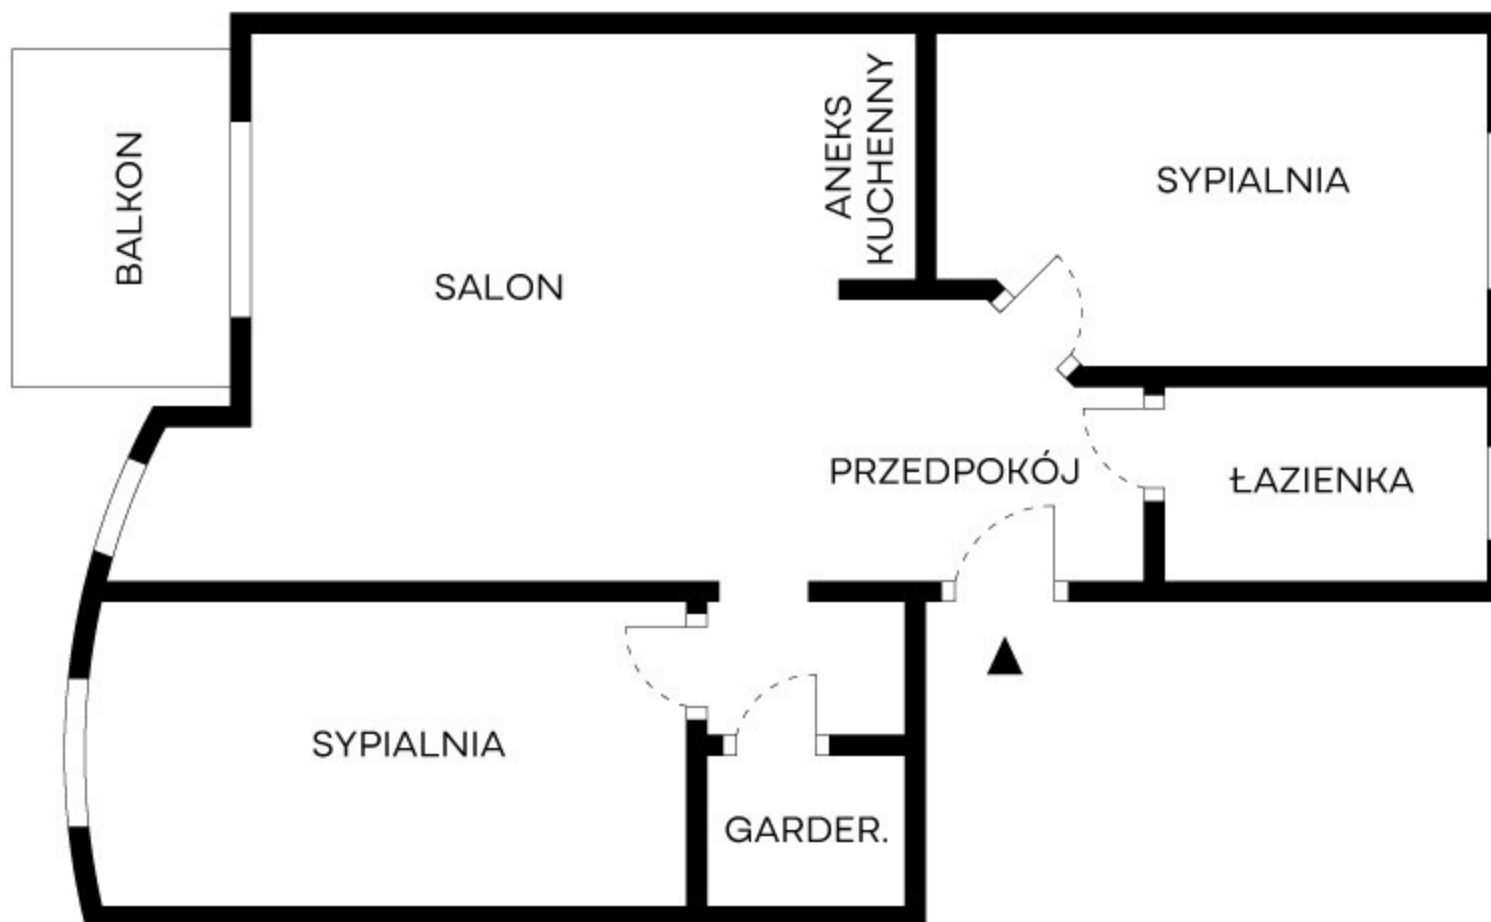 BALKON
SALON
ANEKS
KUCHENNY
SYPIALNIA
PRZEDPOKÓJ
ŁAZIENKA
SYPIALNIA
GARDER.